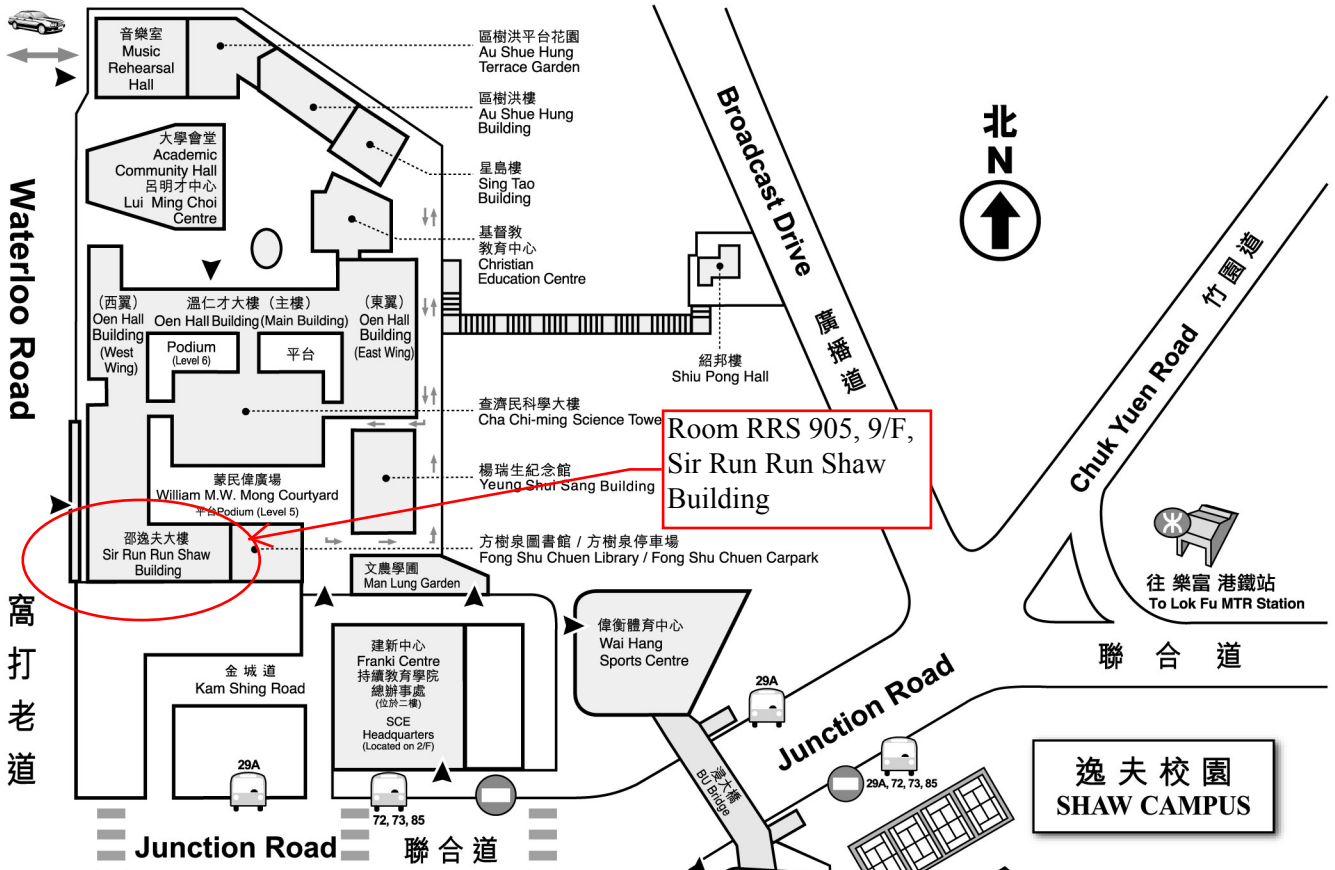 音樂室
Music
Rehearsal
Hall
區樹洪平台花園
Au Shue Hung
Terrace Garden
區樹洪樓
Au Shue Hung
Building
大學會堂
Academic
Community Hall
呂明才中心
Lui Ming Choi
Centre
星島樓
Sing Tao
Building
基督教
教育中心
Christian
Education Centre
Waterloo Road
窩打老道
Broadcast Drive
廣播道
北
N
竹園道
Chuk Yuen Road
(西翼)
Oen Hall
Building
(West
Wing)
溫仁才大樓 (主樓)
Oen Hall Building (Main Building)
(東翼)
Oen Hall
Building
(East Wing)
Podium
(Level 6)
平台
紹邦樓
Shiu Pong Hall
查濟民科學大樓
Cha Chi-ming Science Towe
Room RRS 905, 9/F,
Sir Run Run Shaw
Building
楊瑞生紀念館
Yeung Shui Sang Building
蒙民偉廣場
William M.W. Mong Courtyard
平台Podium (Level 5)
邵逸夫大樓
Sir Run Run Shaw
Building
方樹泉圖書館 / 方樹泉停車場
Fong Shu Chuen Library / Fong Shu Chuen Carpark
文農學圃
Man Lung Garden
往 樂富 港鐵站
To Lok Fu MTR Station
聯合道
金城道
Kam Shing Road
建新中心
Franki Centre
持續教育學院
總辦事處
(位於二樓)
SCE
Headquarters
(Located on 2/F)
偉衡體育中心
Wai Hang
Sports Centre
29A
Junction Road
29A, 72, 73, 85
浸大橋
BU Bridge
29A
72, 73, 85
Junction Road
聯合道
逸夫校園
SHAW CAMPUS